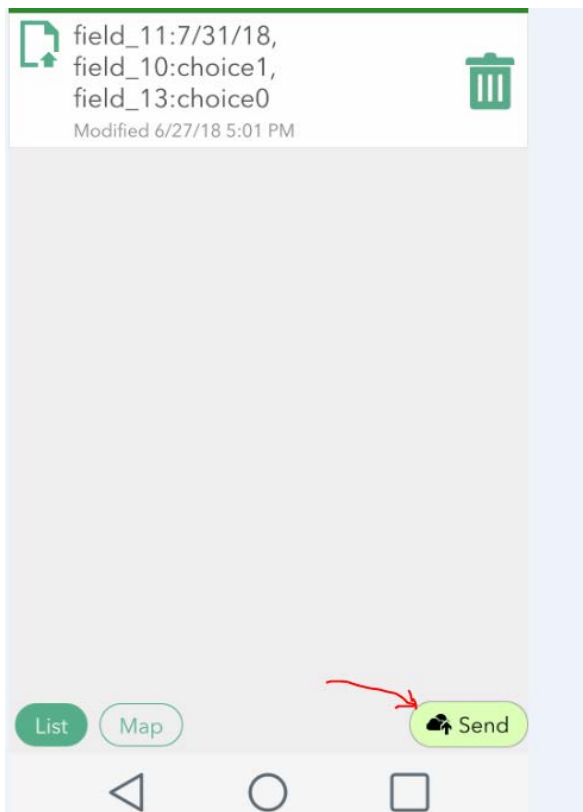 field_11:7/31/18,
field_10:choice1,
field_13:choice0
Modified 6/27/18 5:01 PM
List
Map
Send